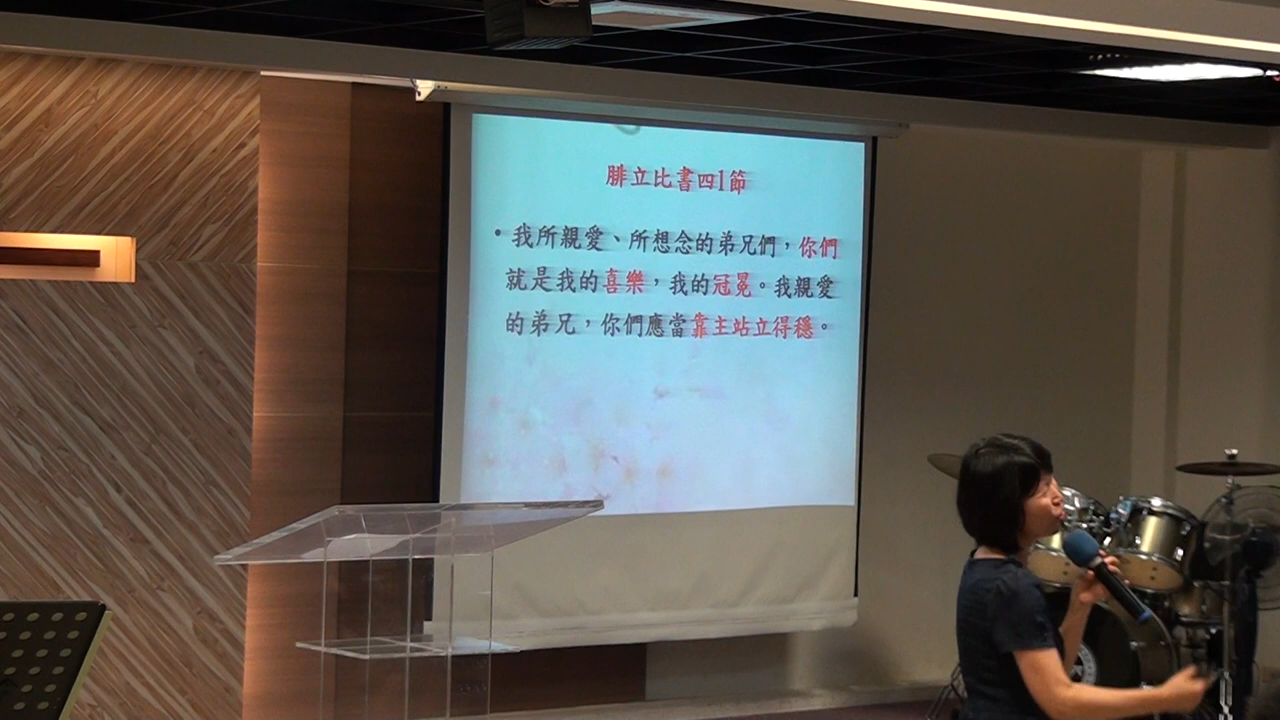 腓立比書四1節
• 我所親愛、所想念的弟兄們，你們
就是我的喜樂，我的冠冕。我親愛
的弟兄，你們應當靠主站立得穩。